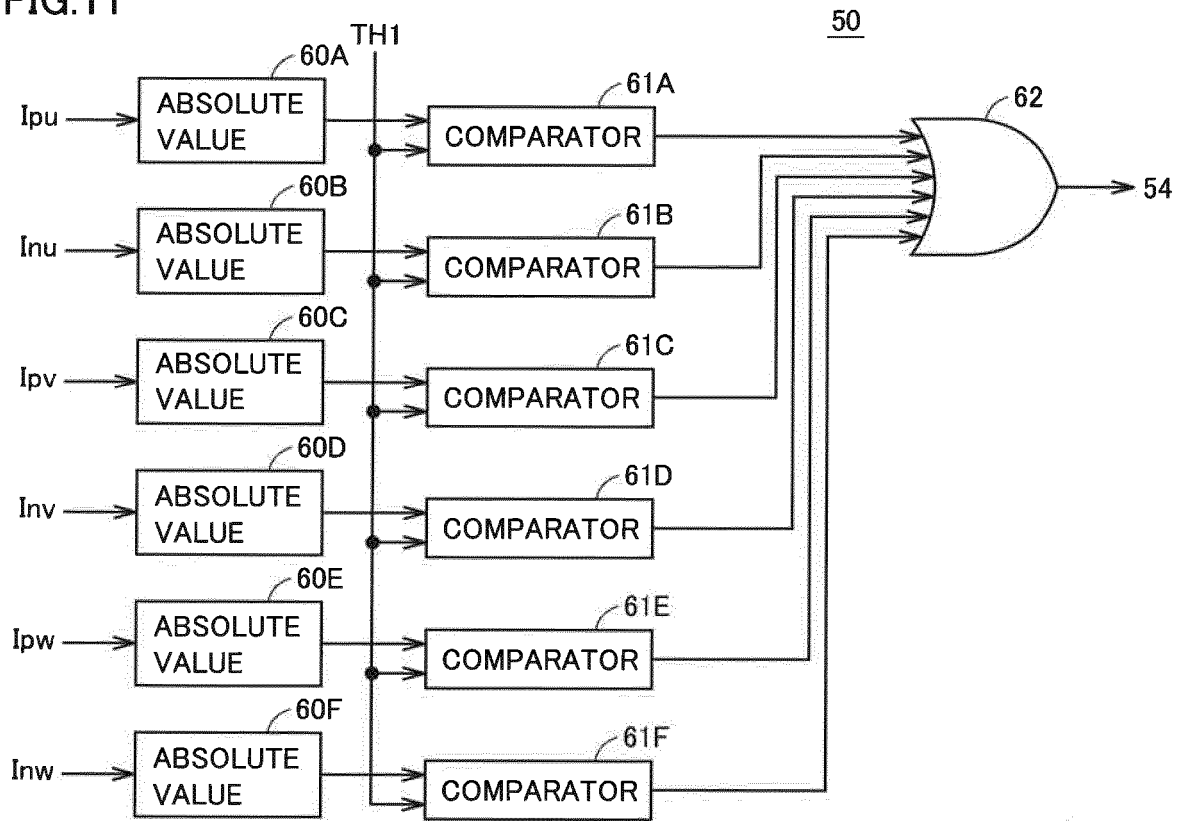 FIG.11
50
TH1
60A
61A
62
Ipu
ABSOLUTE
VALUE
COMPARATOR
54
60B
61B
Inu
ABSOLUTE
VALUE
COMPARATOR
60C
61C
Ipv
ABSOLUTE
VALUE
COMPARATOR
60D
61D
Inv
ABSOLUTE
VALUE
COMPARATOR
60E
61E
Ipw
ABSOLUTE
VALUE
COMPARATOR
60F
61F
Inw
ABSOLUTE
VALUE
COMPARATOR